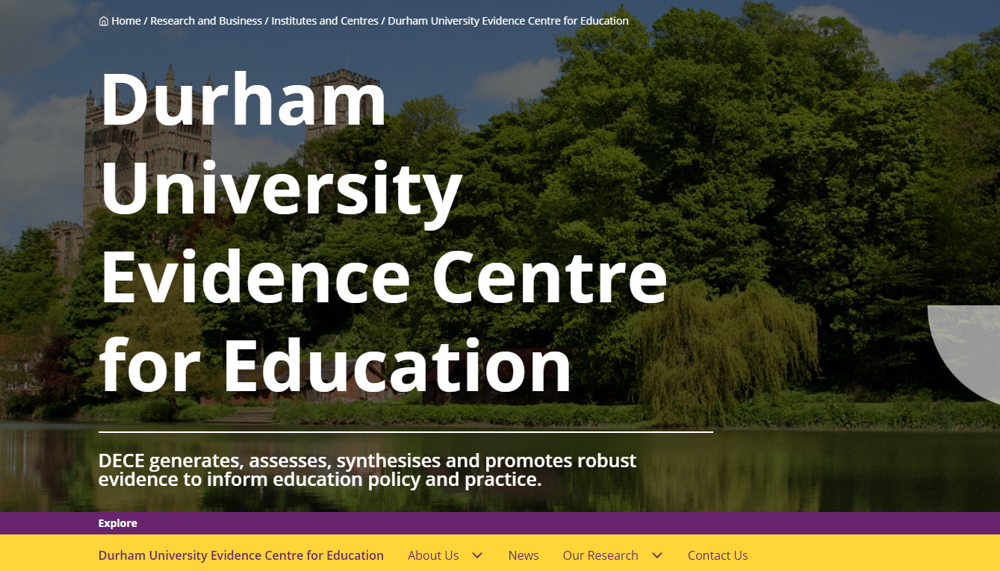 Home / Research and Business / Institutes and Centres / Durham University Evidence Centre for Education
Durham
University
Evidence Centre
for Education
DECE generates, assesses, synthesises and promotes robust
evidence to inform education policy and practice.
Explore
Durham University Evidence Centre for Education About Us News Our Research Contact Us